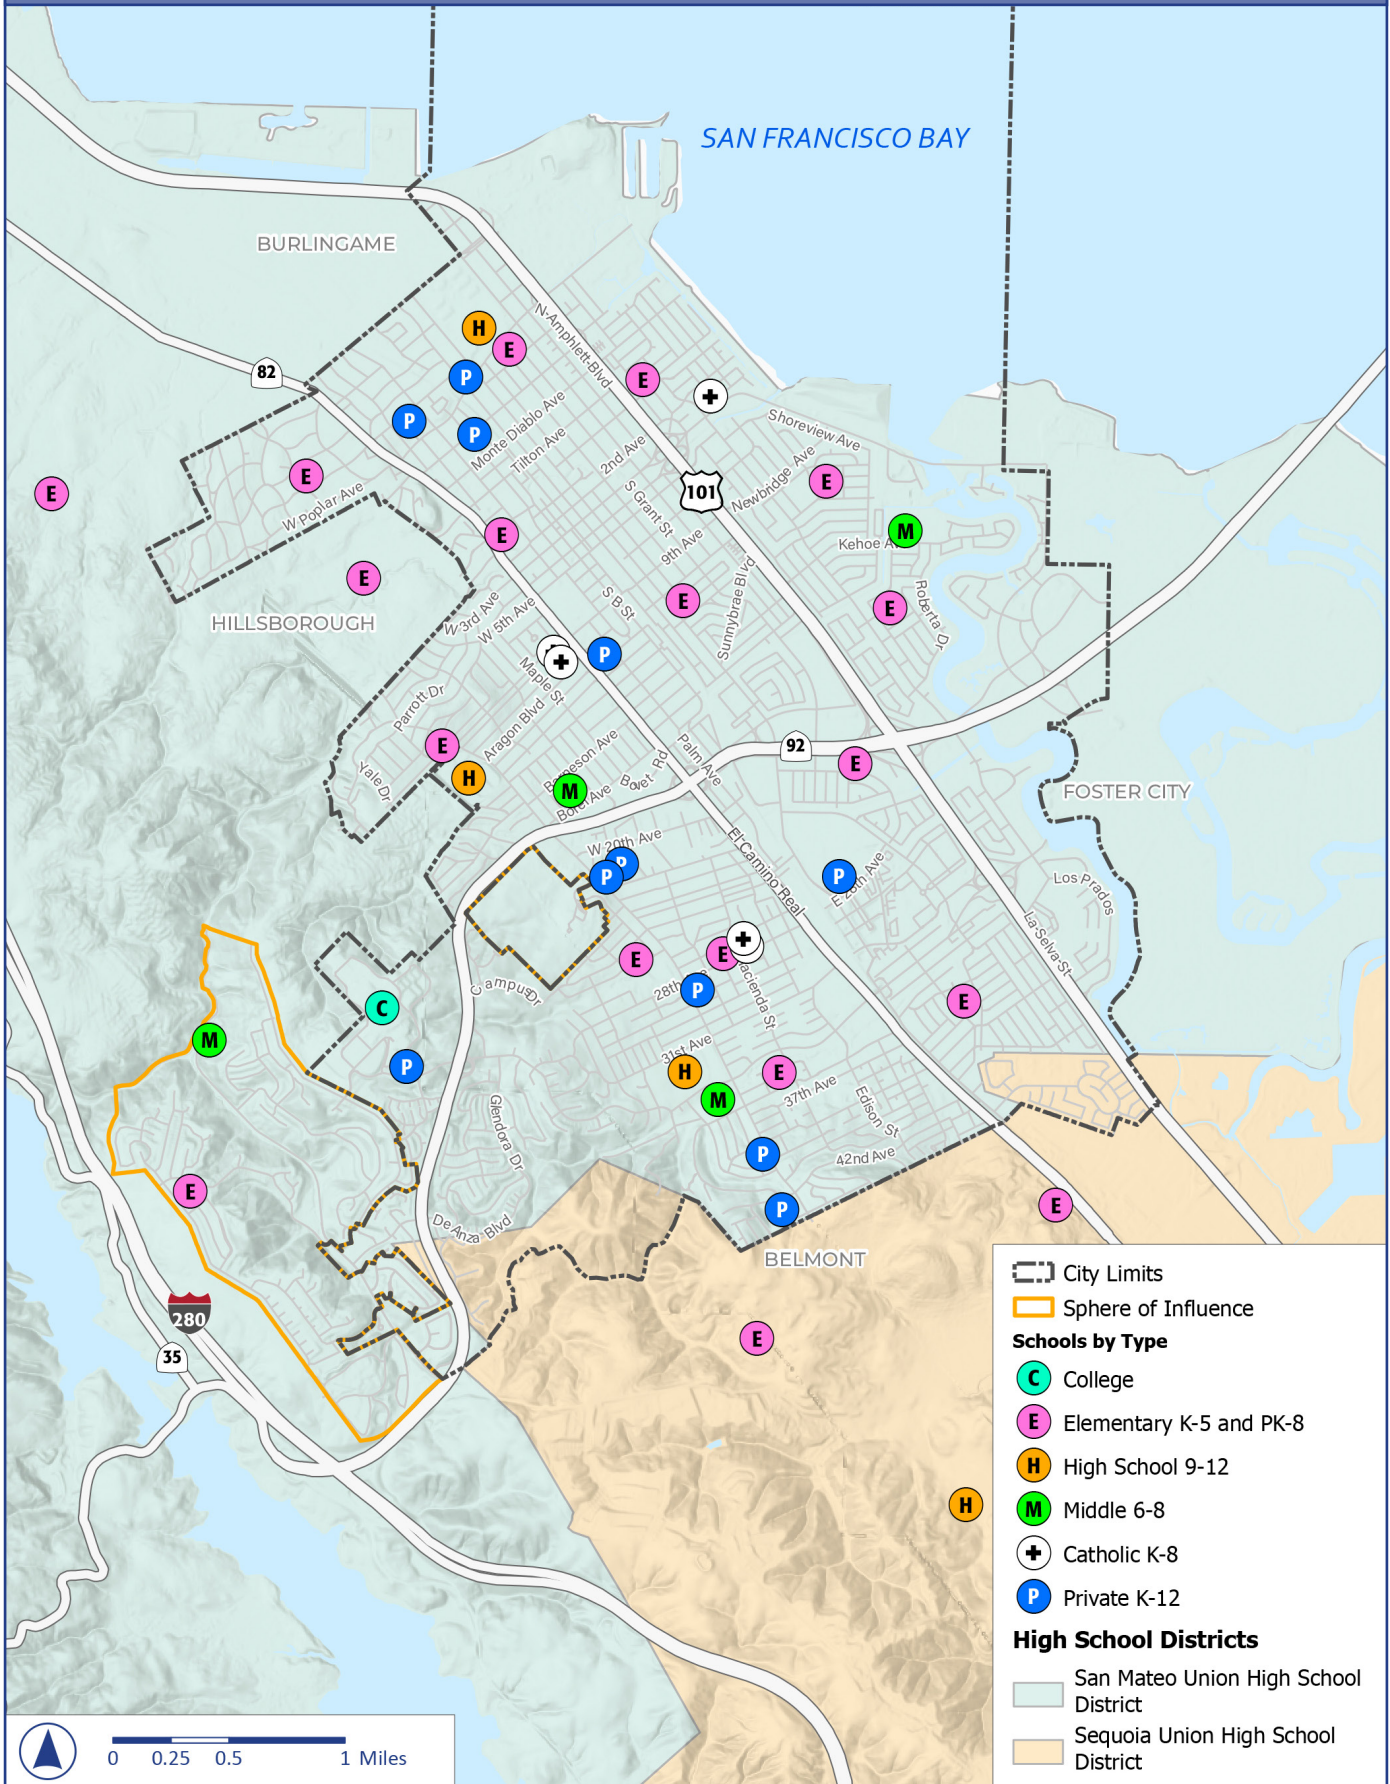 SAN FRANCISCO BAY
BURLINGAME
N-Amphlett-Blvd
H
E
82
P
E
+
P
P
Monte Diablo Ave
Tilton Ave
2nd Ave
Shoreview Ave
E
E
W Poplar Ave
S Grant St
101
Newbridge Ave
E
E
9th Ave
Kehoe A
M
E
HILLSBOROUGH
W 3rd Ave
W 5th Ave
S B St
E
Sunnybrae Blvd
E
Roberta Dr
+
P
Maple St
Parrott Dr
Aragon Blvd
E
H
Yale Dr
Bovet Rd
Palm Ave
92
E
M
Borel Ave
FOSTER CITY
W 20th Ave
El Camino Real
P
P
P
E 28th Ave
Los Prados
La-Selva-St
E
E
+
28th
P
Hacienda St
E
Campus Dr
C
M
P
31st Ave
H
E
M
37th Ave
Edison St
Glendora Dr
P
42nd Ave
E
De Anza Blvd
P
E
BELMONT
280
35
E
H
City Limits
Sphere of Influence
Schools by Type
C College
E Elementary K-5 and PK-8
H High School 9-12
M Middle 6-8
+ Catholic K-8
P Private K-12
High School Districts
San Mateo Union High School
District
Sequoia Union High School
District
0 0.25 0.5 1 Miles